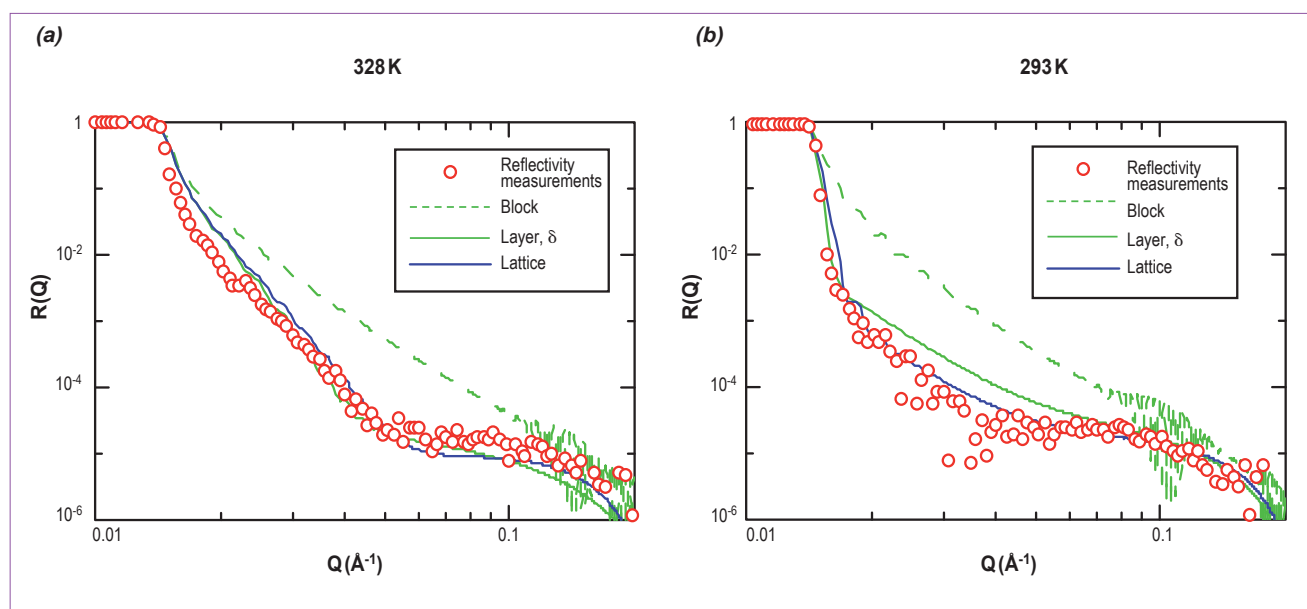 (a)
328 K
R(Q)
1
10-2
10-4
10-6
0.01
0.1
Q (Å-1)
Reflectivity
measurements
Block
Layer, δ
Lattice
(b)
293 K
R(Q)
1
10-2
10-4
10-6
0.01
0.1
Q (Å-1)
Reflectivity
measurements
Block
Layer, δ
Lattice